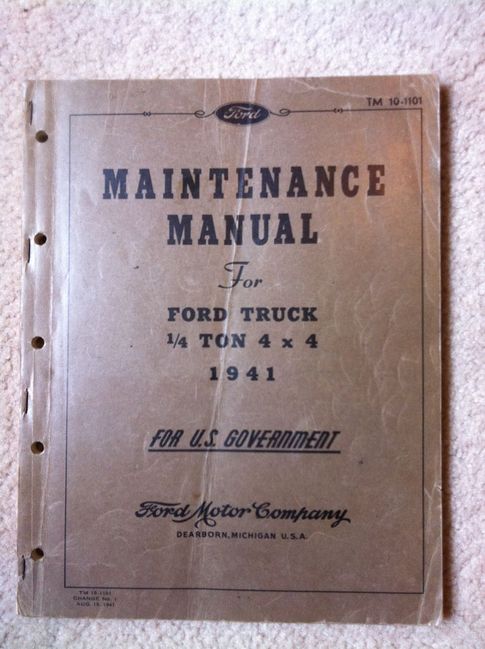 TM 10-1101
Ford
MAINTENANCE
MANUAL
For
FORD TRUCK
1/4 TON 4 x 4
1941
FOR U.S. GOVERNMENT
Ford Motor Company
DEARBORN, MICHIGAN U.S.A.
TM 10-1101
CHANGE No. 1
AUG. 15, 1941